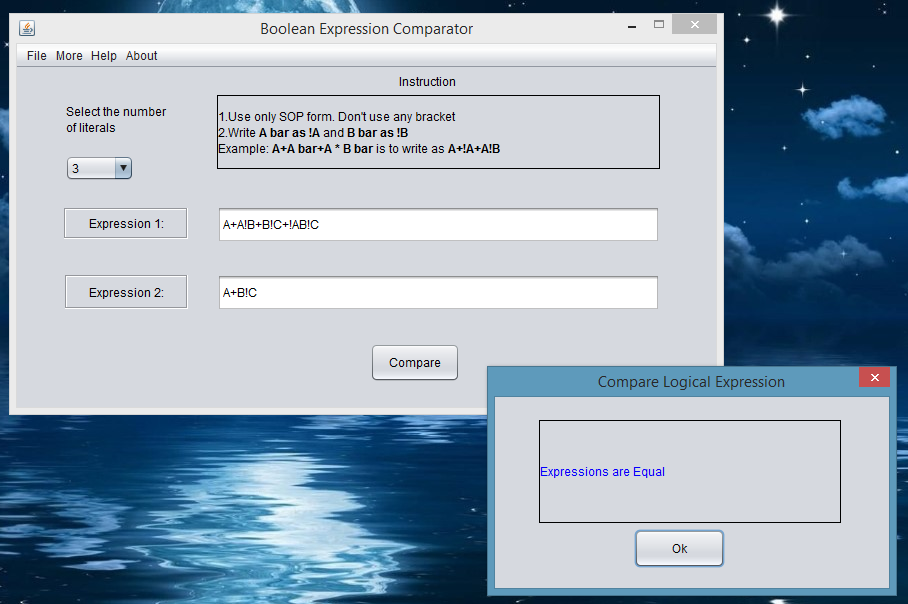 Boolean Expression Comparator
File More Help About
Instruction
Select the number
of literals
1.Use only SOP form. Don't use any bracket
2.Write A bar as !A and B bar as !B
Example: A+A bar+A * B bar is to write as A+!A+A!B
3
Expression 1:
A+A!B+B!C+!AB!C
Expression 2:
A+B!C
Compare
Compare Logical Expression
Expressions are Equal
Ok